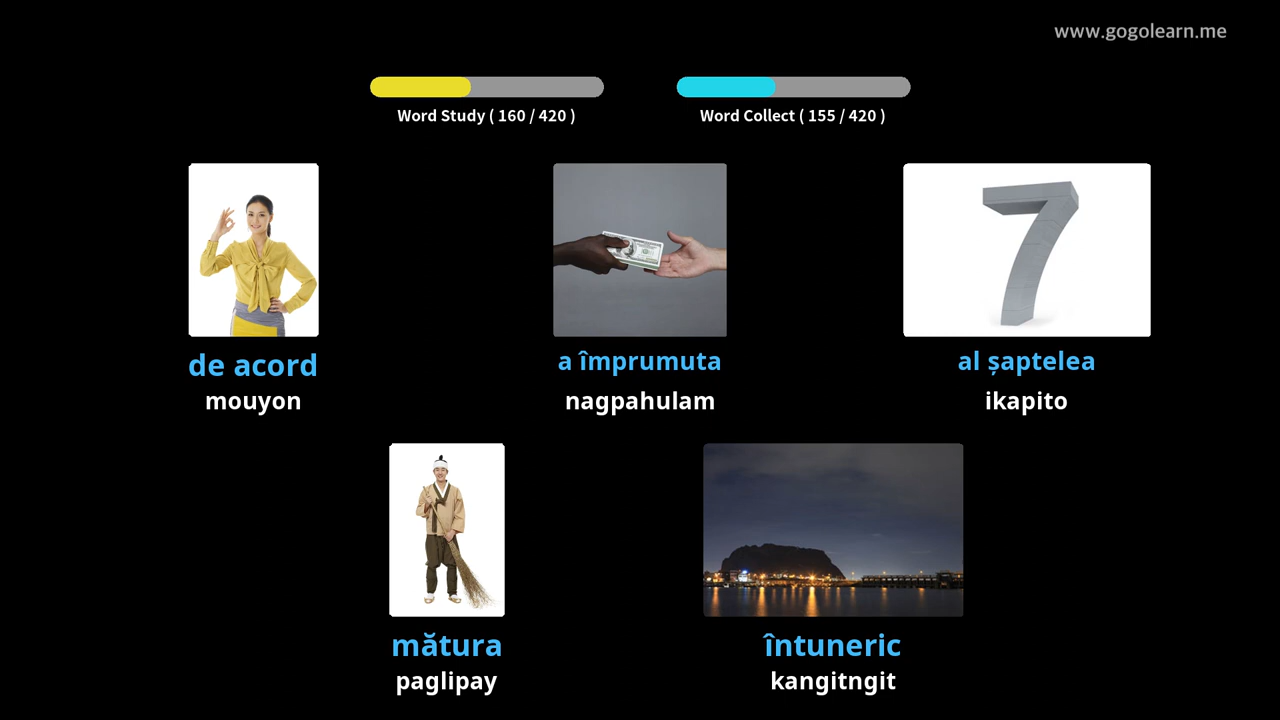 www.gogolearn.me
Word Study ( 160 / 420 )
Word Collect ( 155 / 420 )
de acord
mouyon
a împrumuta
nagpahulam
al șaptelea
ikapito
mătura
paglipay
întuneric
kangitngit